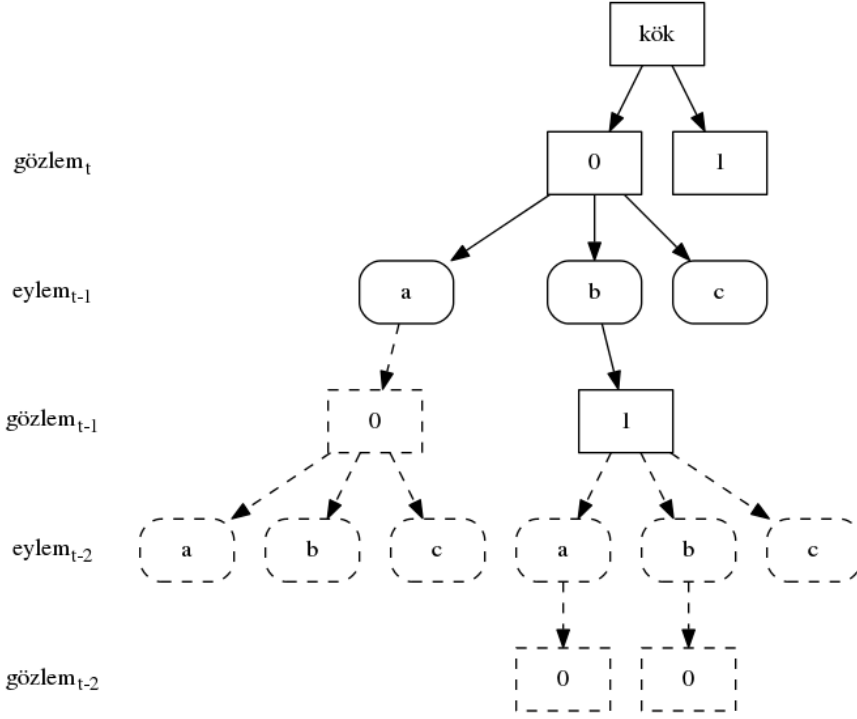 kök
gözlem_t 0 1
eylem_t-1 a b c
gözlem_t-1 0 1
eylem_t-2 a b c a b c
gözlem_t-2 0 0